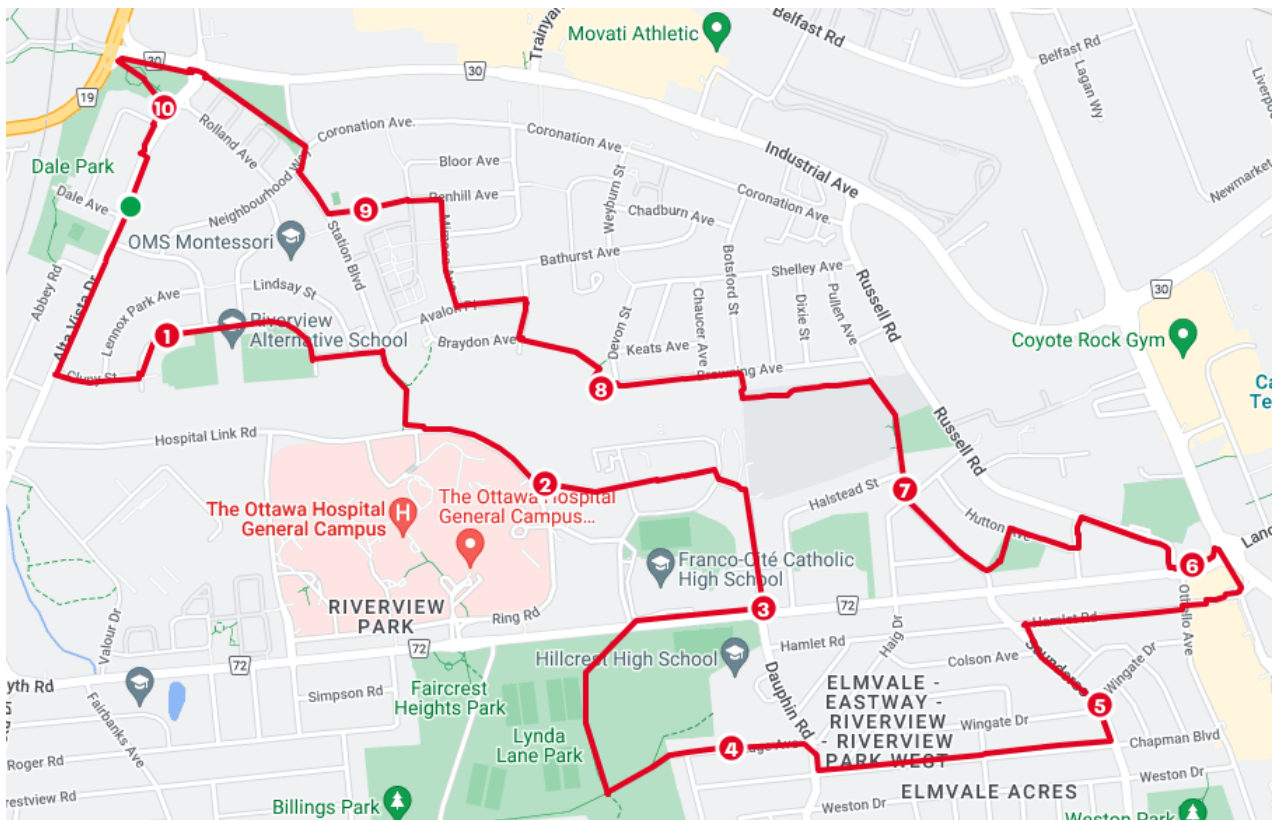 Belfast Rd
Movati Athletic
Belfast Rd
30
30
19
Lagan Wy
Rolland Ave
Coronation Ave.
Coronation Ave.
Industrial Ave
Newmarket
10
Dale Park
Bloor Ave
Penhill Ave
Weyburn St
Dale Ave
Neighbourhood Way
9
Chadburn Ave
Coronation Ave.
OMS Montessori
Station Blvd
Bathurst Ave
Botsford St
Shelley Ave
Abbey Rd
Alta Vista Dr
Lennox Park Ave
Lindsay St
Avalon Pl
Russell Rd
30
1
Riverview
Alternative School
Braydon Ave
Devon St
Keats Ave
Chaucer Ave
Dixie St
Pullen Ave
Coyote Rock Gym
Cluny St
8
Browning Ave
Hospital Link Rd
Russell Rd
2
The Ottawa Hospital
General Campus
H
The Ottawa Hospital
General Campus...
Halstead St
7
Hutton Ave
Franco-Cité Catholic
High School
6
RIVERVIEW
PARK
Ring Rd
3
72
Othello Ave
Valour Dr
72
72
Hillcrest High School
Hamlet Rd
Haig Dr
Hamlet Rd
Colson Ave
Wingate Dr
Simpson Rd
Faircrest
Heights Park
Dauphin Rd
ELMVALE -
EASTWAY -
RIVERVIEW
- RIVERVIEW
PARK WEST
Wingate Dr
5
Fairbanks Ave
Lynda
Lane Park
4
Chapman Blvd
Roger Rd
Weston Dr
Billings Park
Weston Dr
ELMVALE ACRES
Weston Park